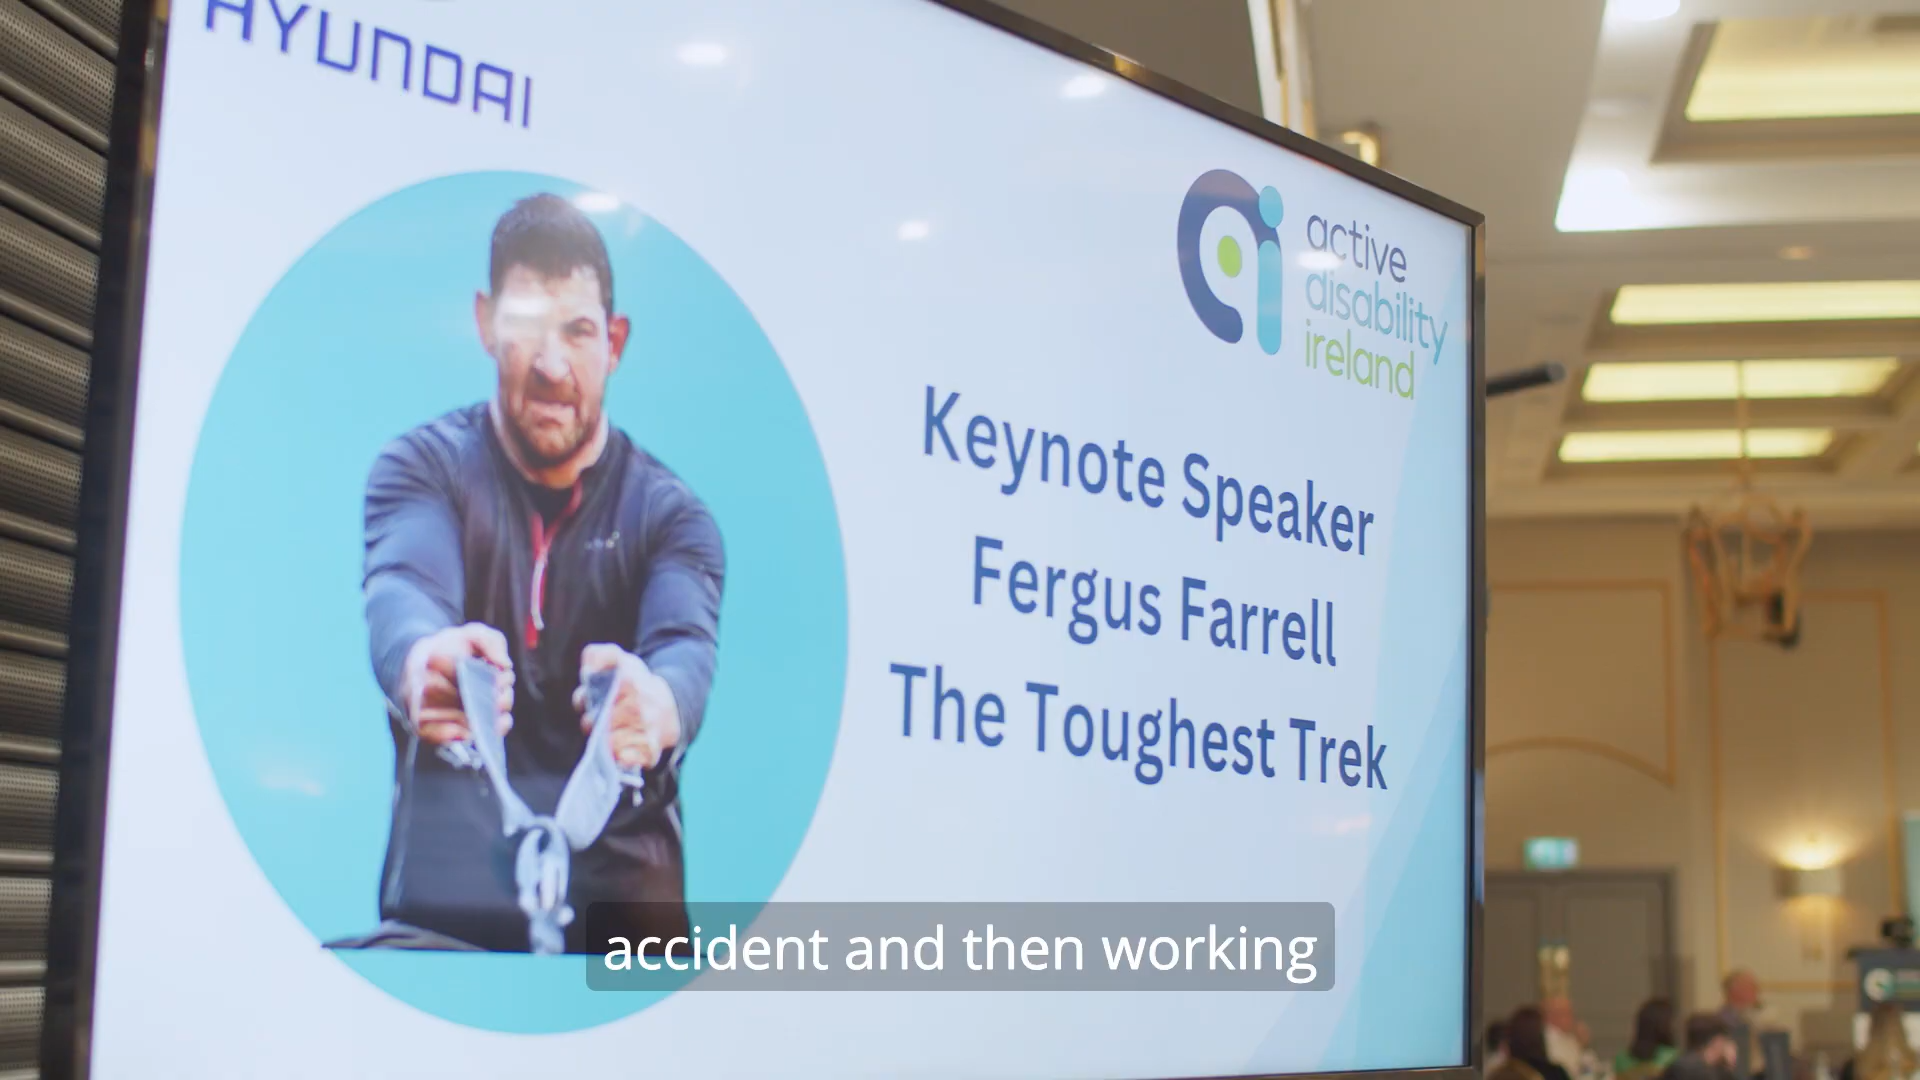 HYUNDAI
active
disability
ireland
Keynote Speaker
Fergus Farrell
The Toughest Trek
accident and then working